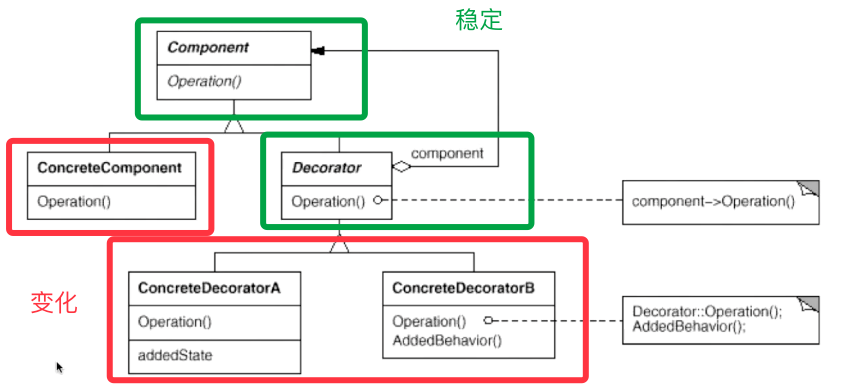 稳定
Component
Operation()
ConcreteComponent
Operation()
Decorator
Operation()
component
component->Operation()
变化
ConcreteDecoratorA
Operation()
addedState
ConcreteDecoratorB
Operation()
AddedBehavior()
Decorator::Operation();
AddedBehavior();